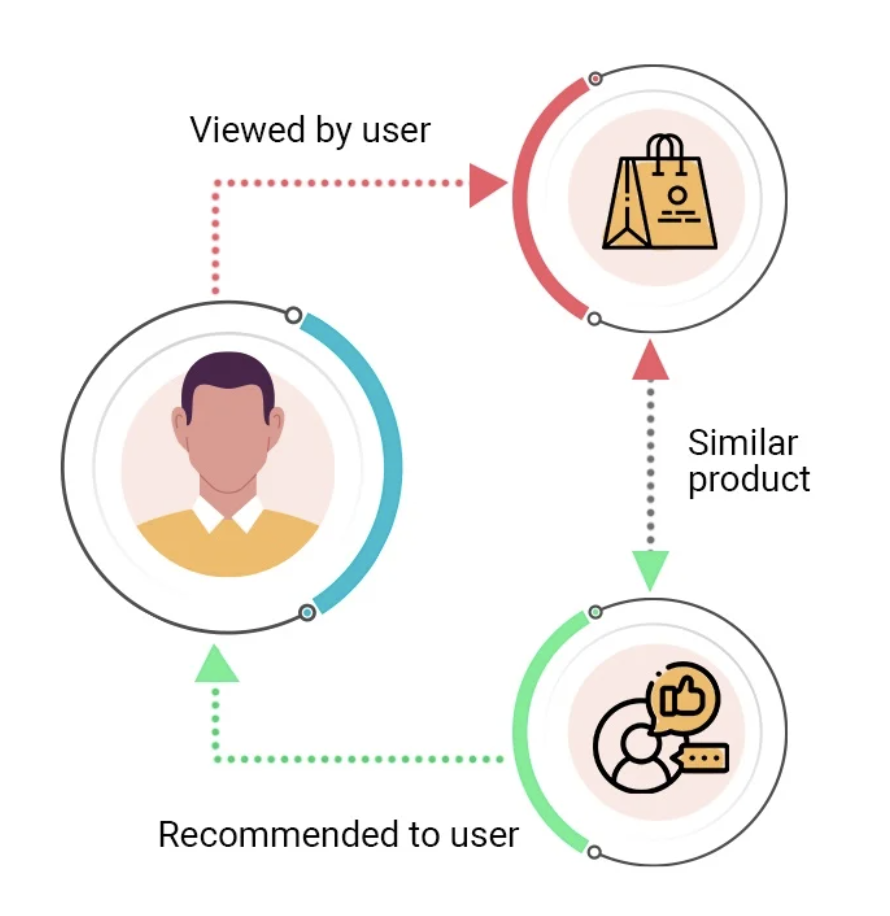 Viewed by user
Similar
product
Recommended to user